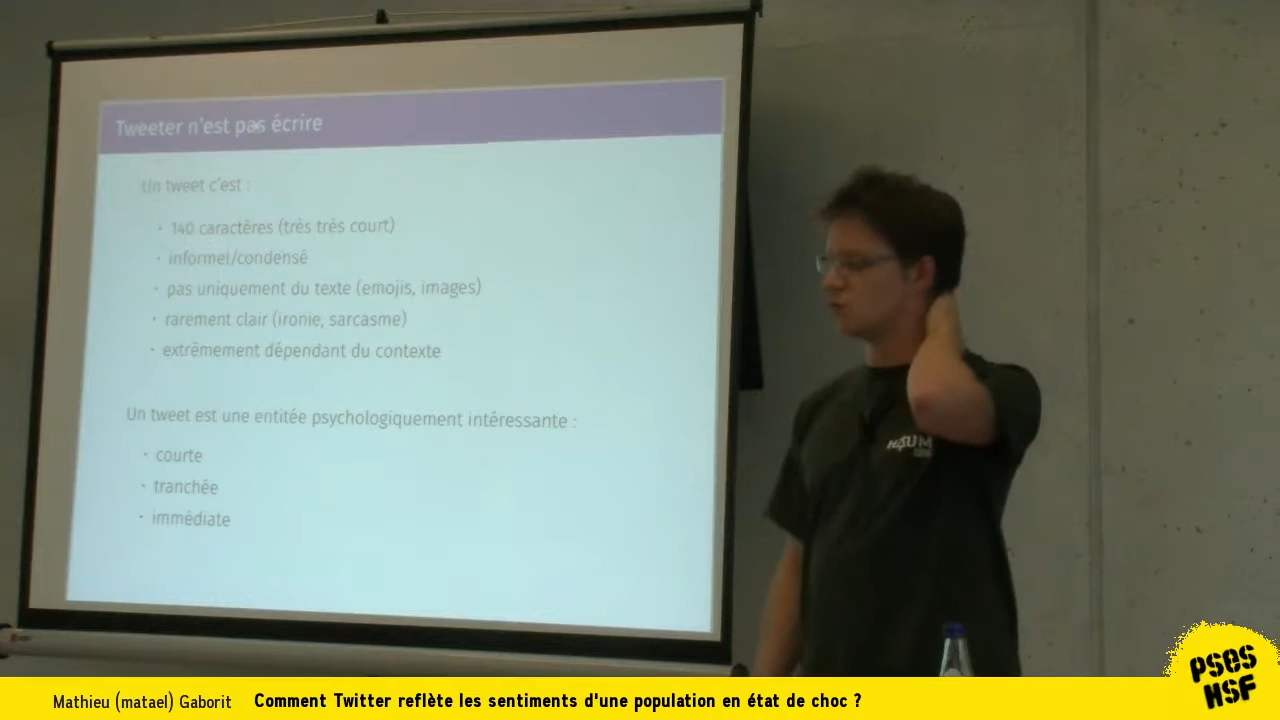 Tweeter n'est pas écrire
Un tweet c'est :
· 140 caractères (très très court)
· informel/condensé
· pas uniquement du texte (emojis, images)
· rarement clair (ironie, sarcasme)
· extrêmement dépendant du contexte
Un tweet est une entitée psychologiquement intéressante :
· courte
· tranchée
· immédiate
Mathieu (matael) Gaborit Comment Twitter reflète les sentiments d'une population en état de choc ?
PSES
HSF